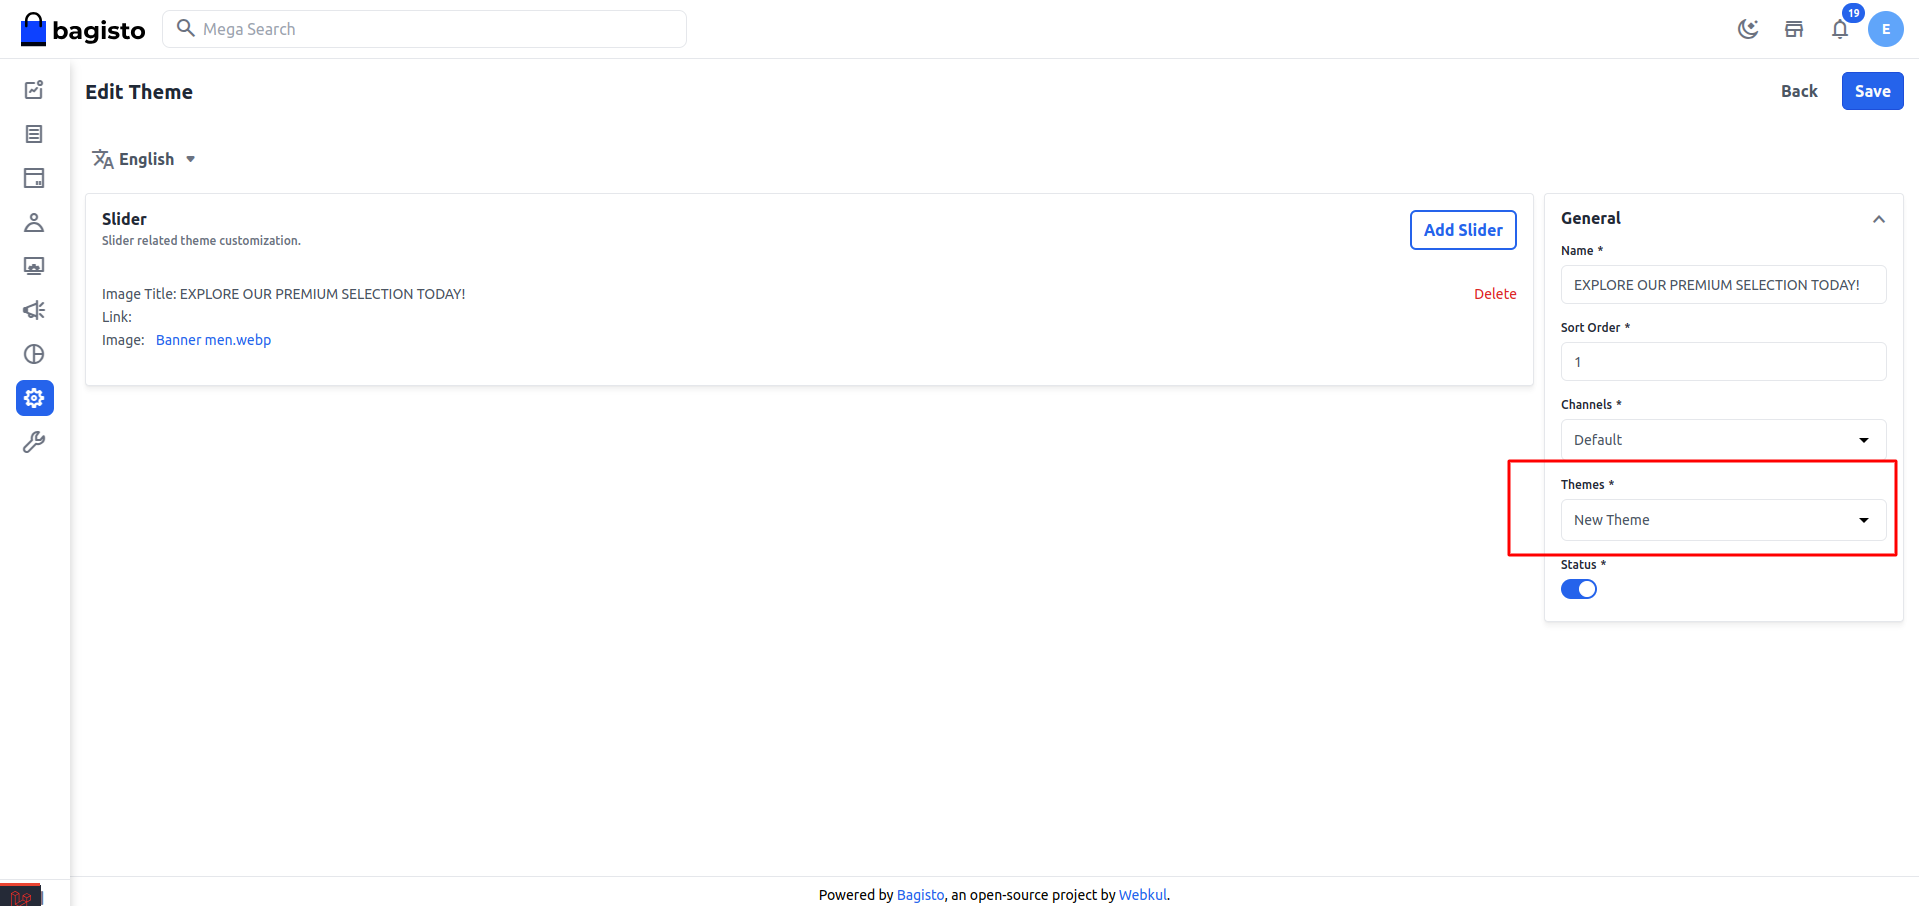 bagisto
Mega Search
19
E
Edit Theme
Back
Save
English
Slider
Slider related theme customization.
Add Slider
Image Title: EXPLORE OUR PREMIUM SELECTION TODAY!
Delete
Link:
Image: Banner men.webp
General
Name *
EXPLORE OUR PREMIUM SELECTION TODAY!
Sort Order *
1
Channels *
Default
Themes *
New Theme
Status *
Powered by Bagisto, an open-source project by Webkul.